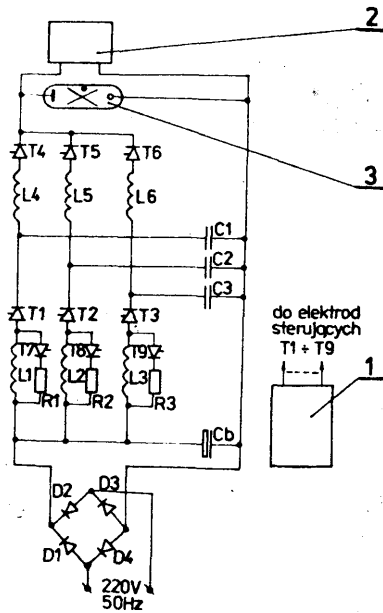 2
3
T4 T5 T6
L4 L5 L6
C1
C2
C3
T1 T2 T3
do elektrod
sterujących
T1 ÷ T9
T7 T8 T9
L1 L2 L3
R1 R2 R3
1
Cb
D2 D3
D1 D4
220V
50Hz